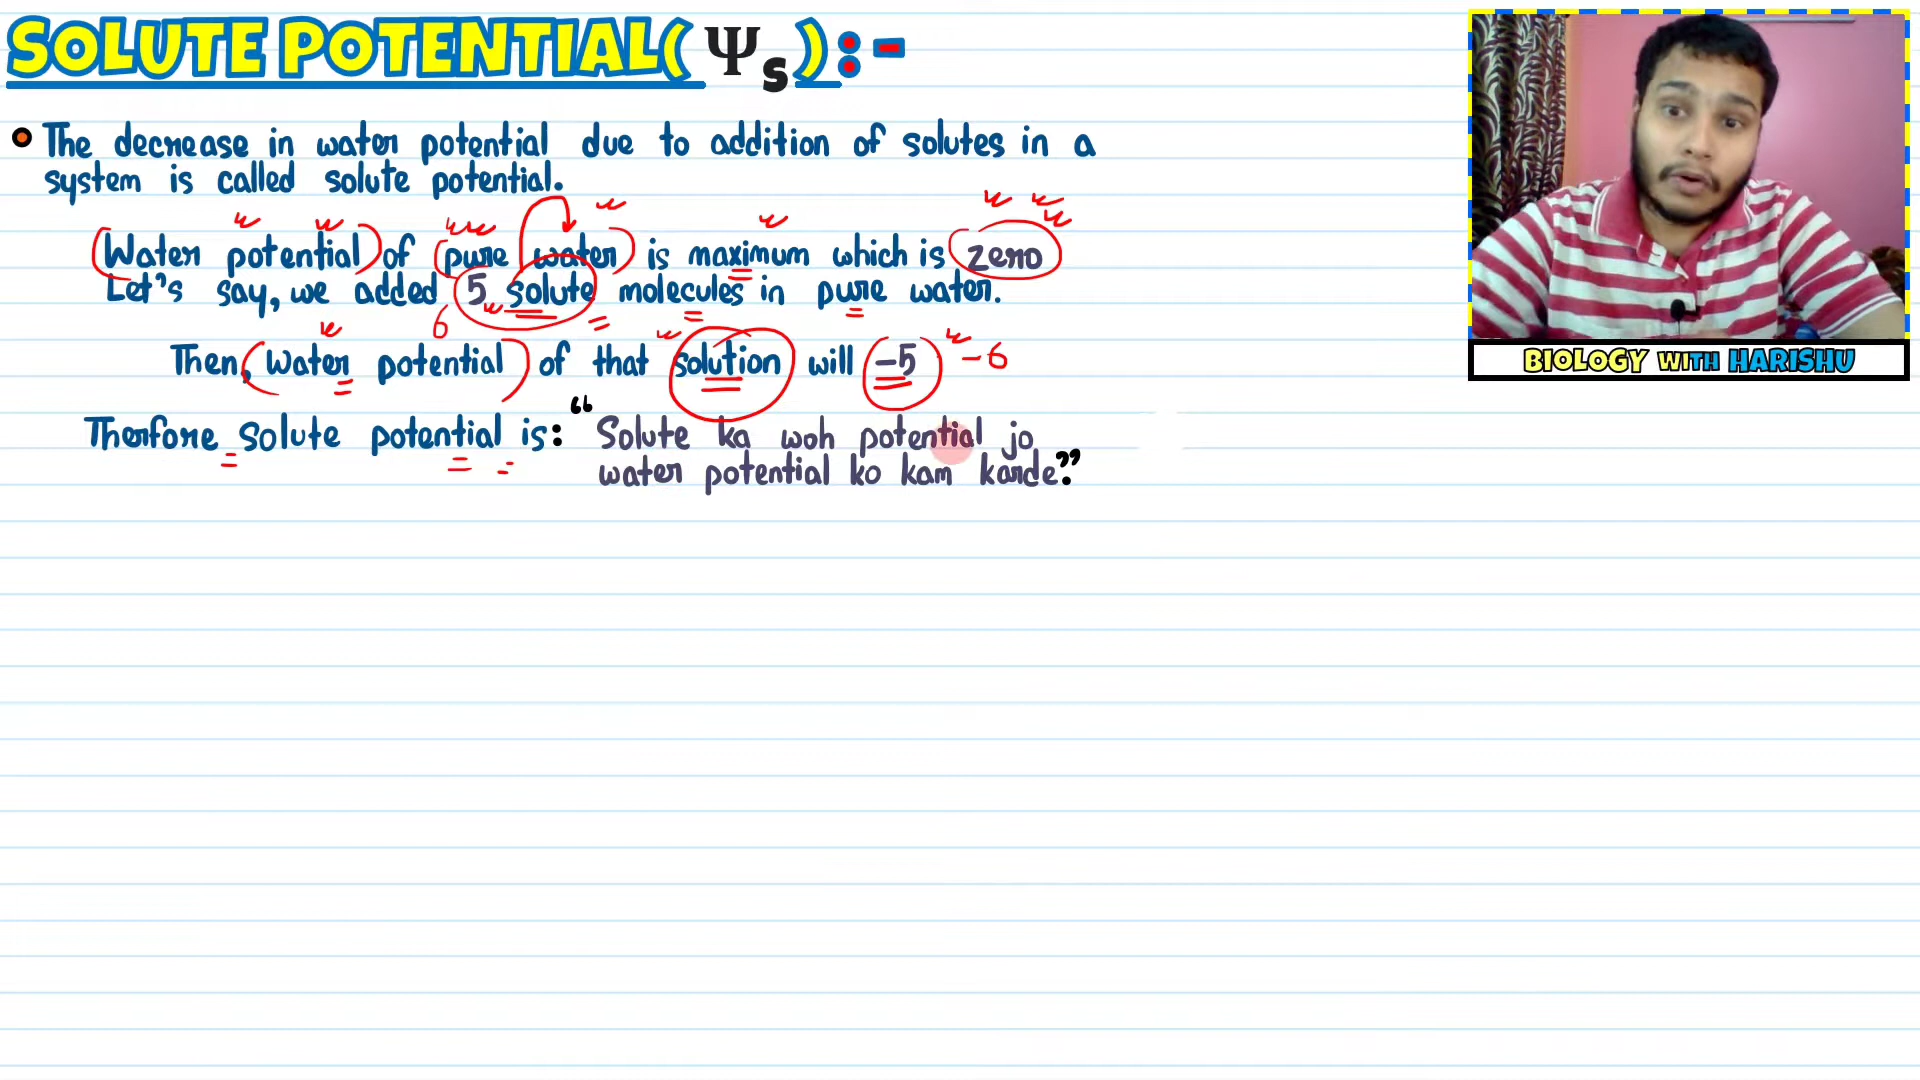 SOLUTE POTENTIAL( Ψs ):-
The decrease in water potential due to addition of solutes in a
system is called solute potential.
(Water potential) of (pure water) is maximum which is zero
Let's say, we added 5 solute molecules in pure water.
6
Then, (water potential) of that solution will (-5) -6
Therfore solute potential is: “Solute ka woh potential jo
water potential ko kam karde.”
BIOLOGY WITH HARISHU